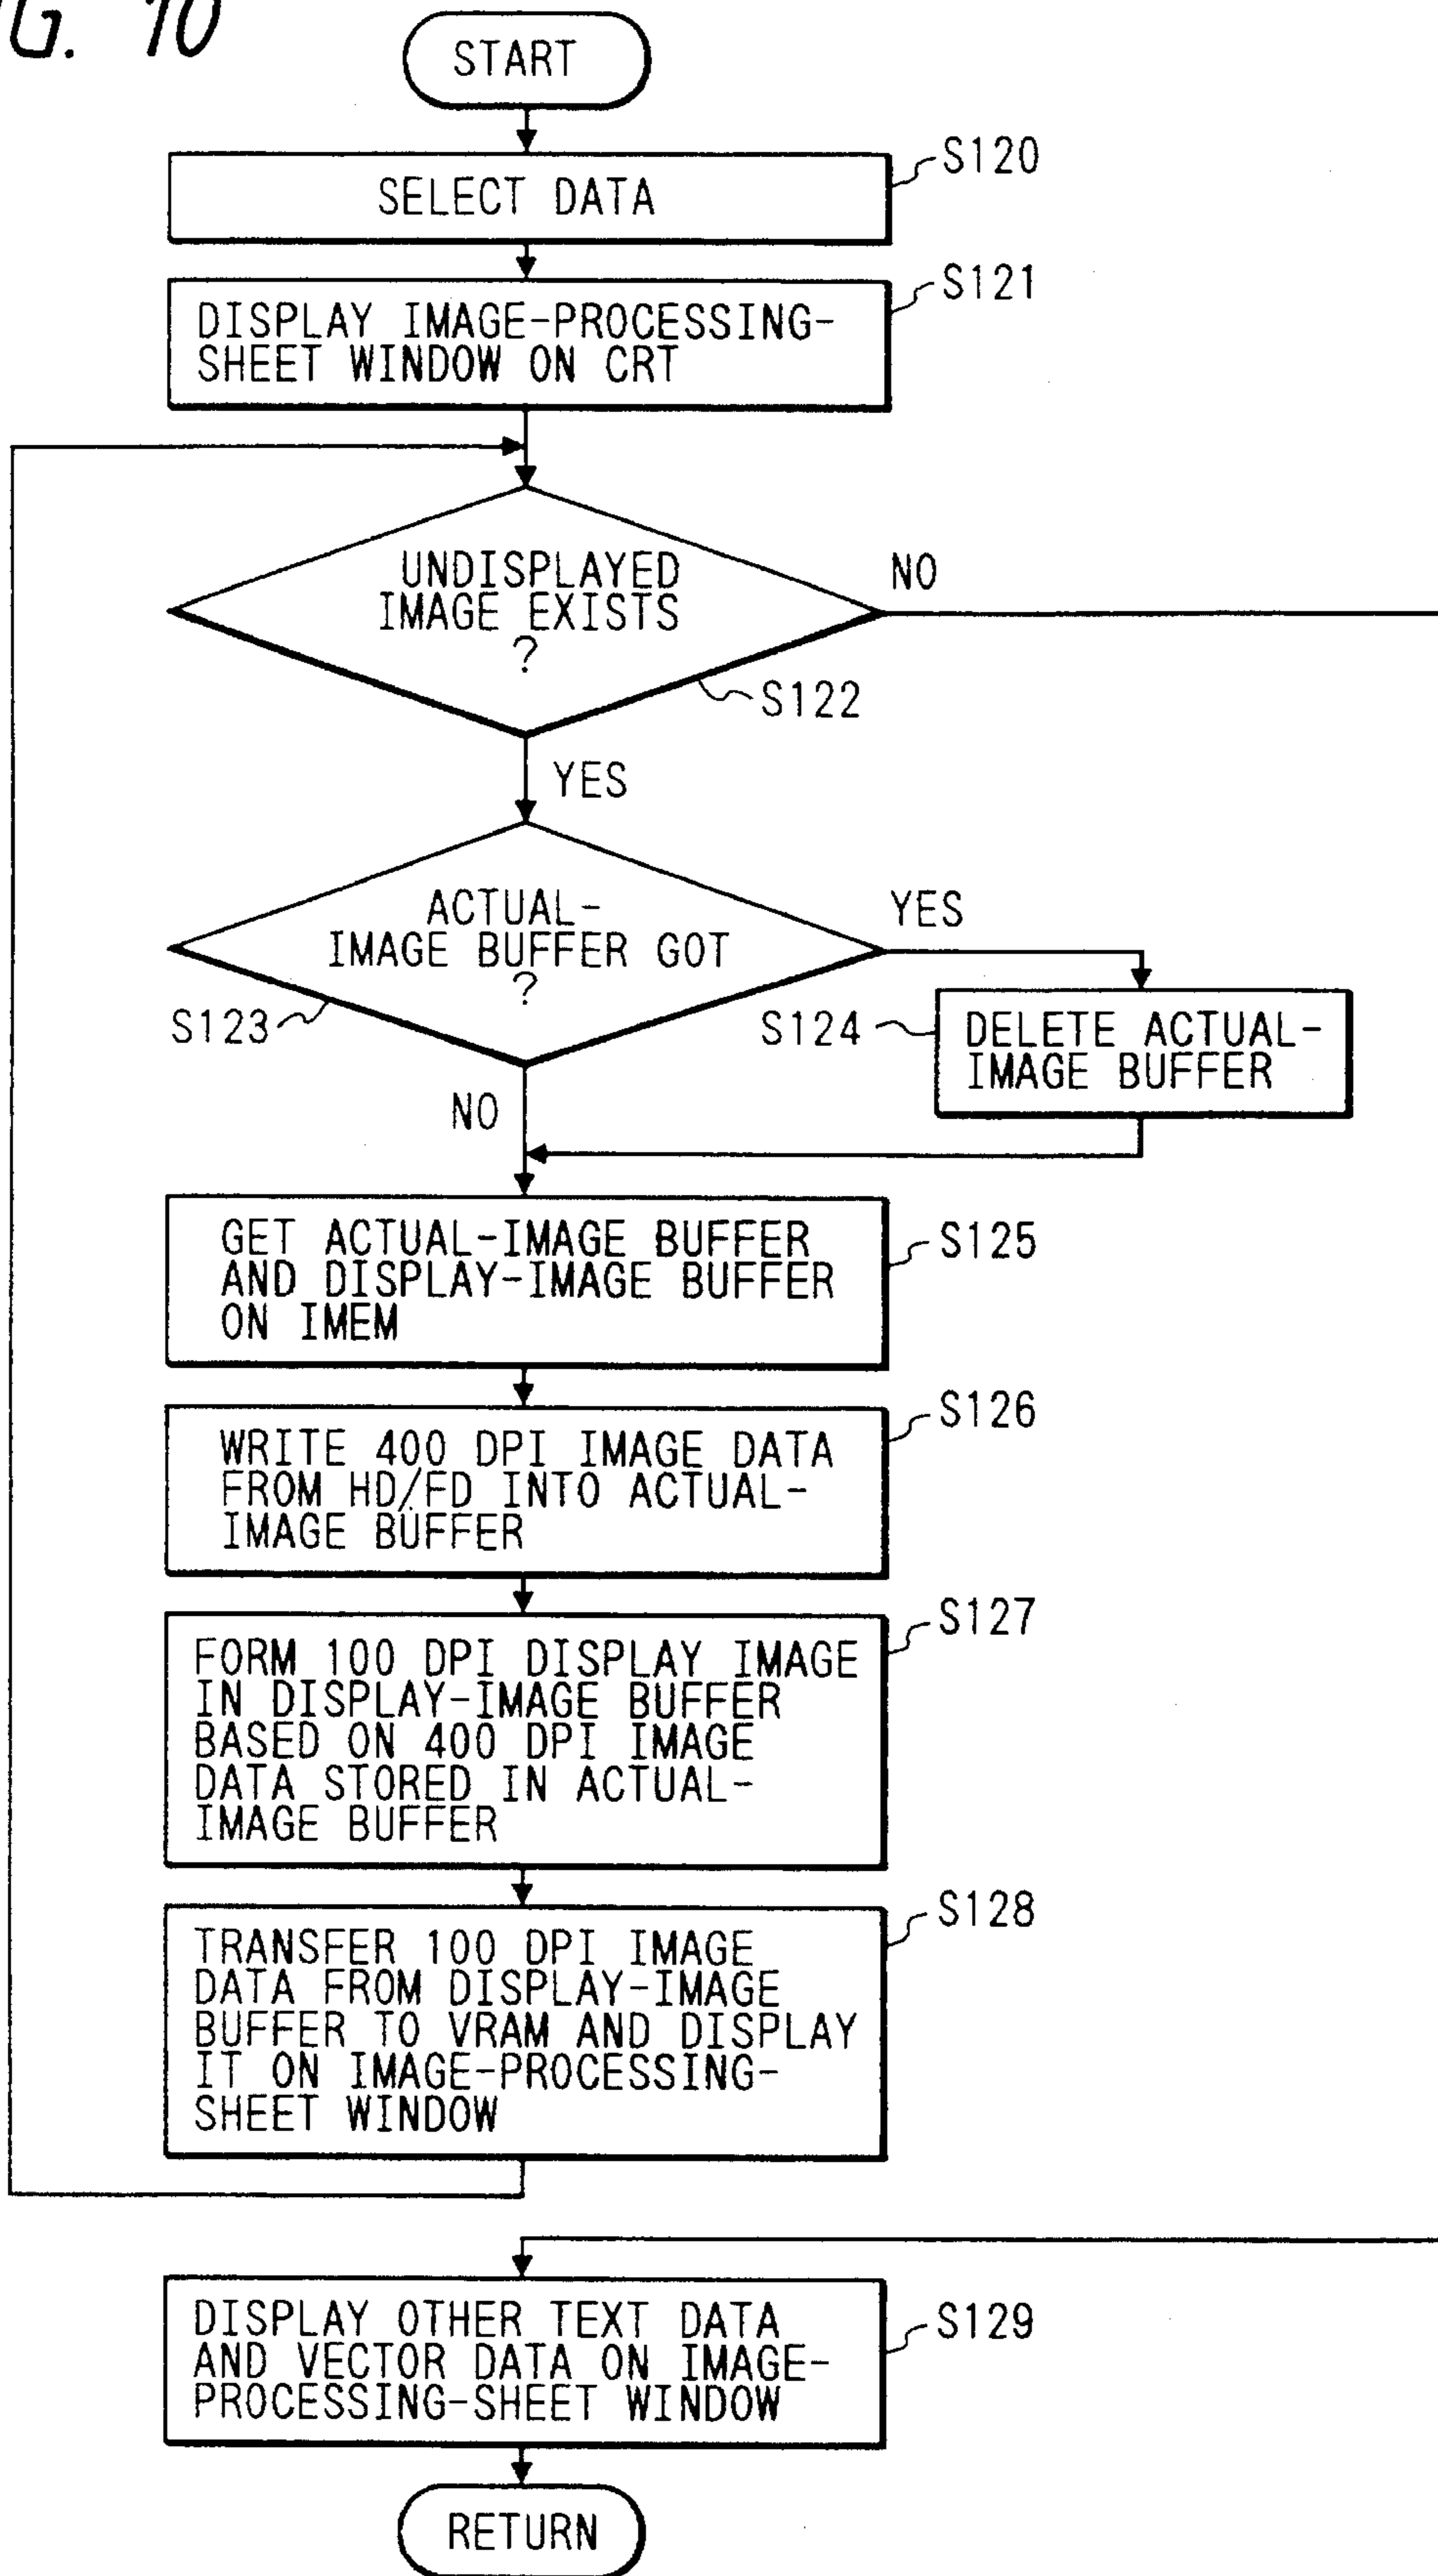 G. 10
START
S120
SELECT DATA
S121
DISPLAY IMAGE-PROCESSING-
SHEET WINDOW ON CRT
UNDISPLAYED
IMAGE EXISTS
?
NO
S122
YES
ACTUAL-
IMAGE BUFFER GOT
?
YES
S123
S124
DELETE ACTUAL-
IMAGE BUFFER
NO
GET ACTUAL-IMAGE BUFFER
AND DISPLAY-IMAGE BUFFER
ON IMEM
S125
S126
WRITE 400 DPI IMAGE DATA
FROM HD/FD INTO ACTUAL-
IMAGE BUFFER
S127
FORM 100 DPI DISPLAY IMAGE
IN DISPLAY-IMAGE BUFFER
BASED ON 400 DPI IMAGE
DATA STORED IN ACTUAL-
IMAGE BUFFER
S128
TRANSFER 100 DPI IMAGE
DATA FROM DISPLAY-IMAGE
BUFFER TO VRAM AND DISPLAY
IT ON IMAGE-PROCESSING-
SHEET WINDOW
DISPLAY OTHER TEXT DATA
AND VECTOR DATA ON IMAGE-
PROCESSING-SHEET WINDOW
S129
RETURN